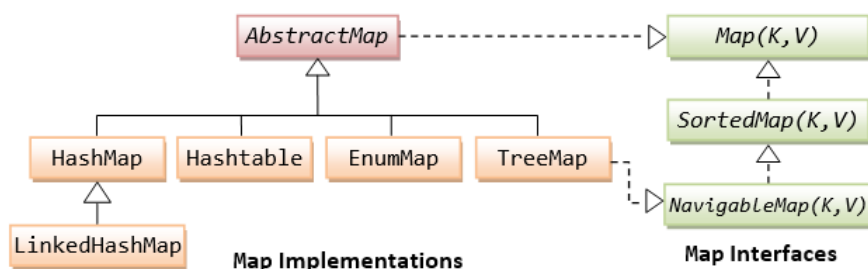 AbstractMap
Map(K,V)
SortedMap(K,V)
HashMap
Hashtable
EnumMap
TreeMap
NavigableMap(K,V)
LinkedHashMap
Map Implementations
Map Interfaces